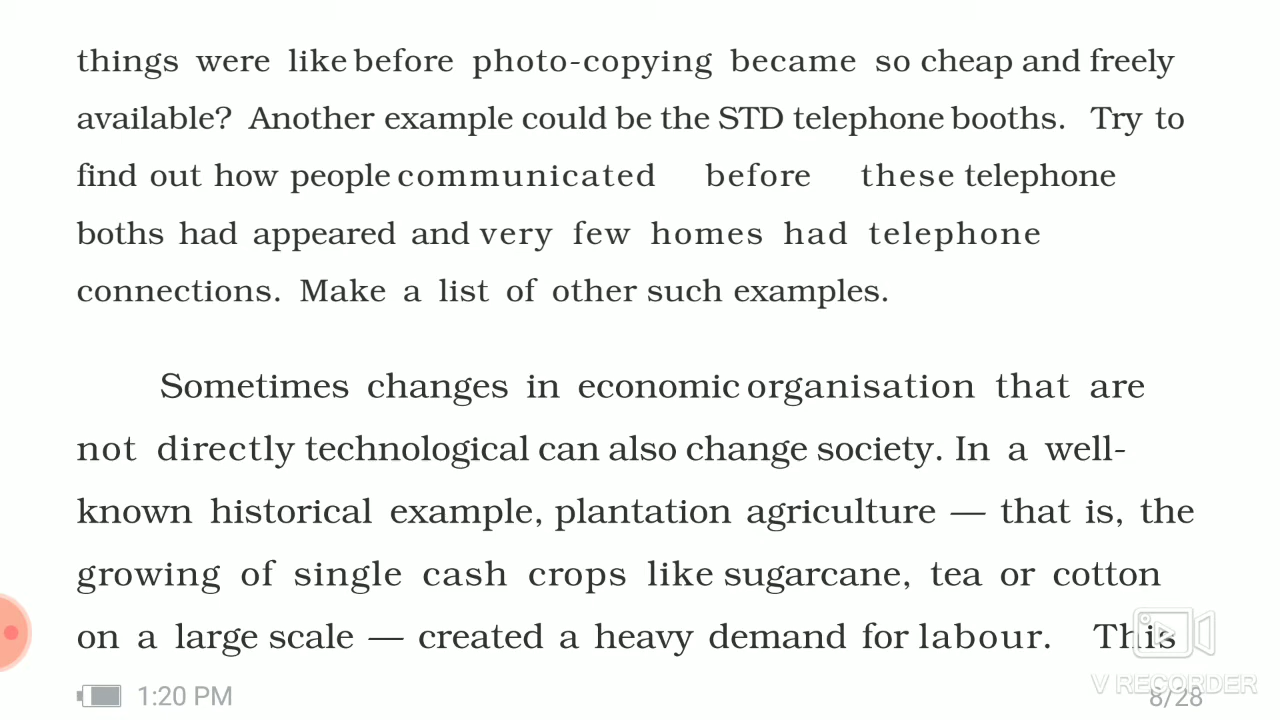 things were like before photo-copying became so cheap and freely
available? Another example could be the STD telephone booths. Try to
find out how people communicated before these telephone
boths had appeared and very few homes had telephone
connections. Make a list of other such examples.
Sometimes changes in economic organisation that are
not directly technological can also change society. In a well-
known historical example, plantation agriculture — that is, the
growing of single cash crops like sugarcane, tea or cotton
on a large scale — created a heavy demand for labour. This
1:20 PM
8/28
V RECORDER